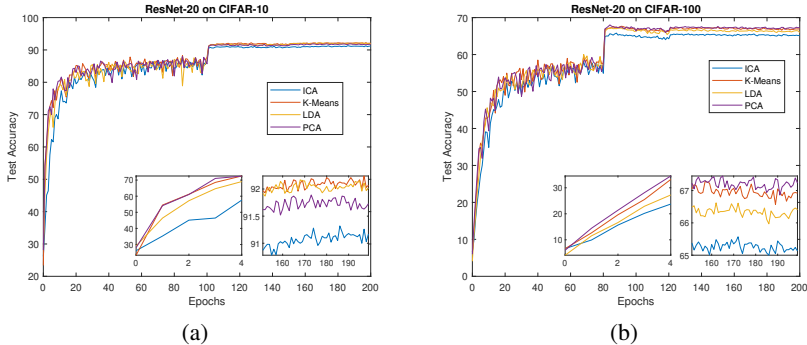 ResNet-20 on CIFAR-10
100
90
80
70
60
50
40
30
20
Test Accuracy
ICA
K-Means
LDA
PCA
70
60
50
40
30
0 2 4
92
91.5
91
160 170 180 190
0 20 40 60 80 100 120 140 160 180 200
Epochs
(a)
ResNet-20 on CIFAR-100
70
60
50
40
30
20
10
0
Test Accuracy
ICA
K-Means
LDA
PCA
30
20
10
0 2 4
67
66
65
160 170 180 190
0 20 40 60 80 100 120 140 160 180 200
Epochs
(b)